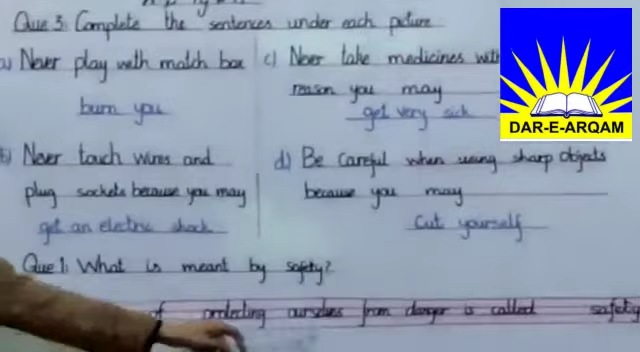 Que 3: Complete the sentences under each picture
a) Never play with match box
burn you
b) Never touch wires and
plug sockets because you may
get an electric shock
c) Never take medicines
reason you may
get very sick
d) Be Careful when using sharp objects
because you may
Cut yourself
Que 1: What is meant by safety?
of protecting ourselves from danger is called safety
DAR-E-ARQAM